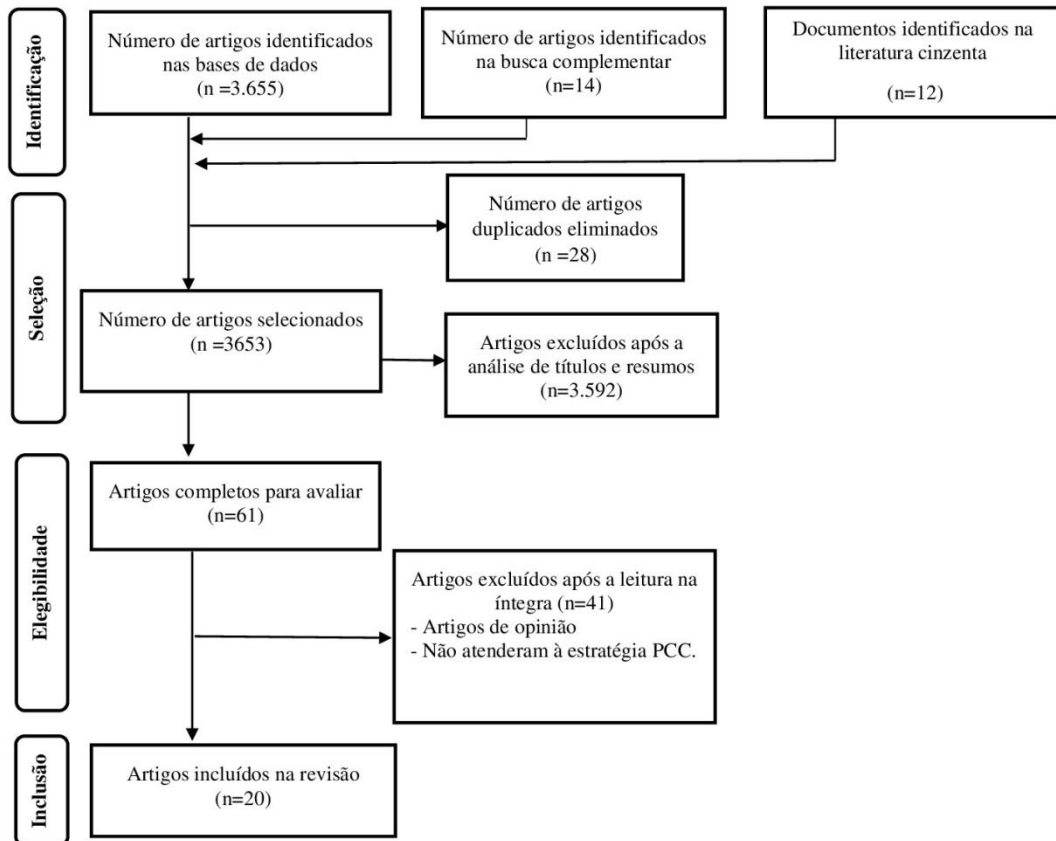 Identificação
Número de artigos identificados
nas bases de dados
(n =3.655)
Número de artigos identificados
na busca complementar
(n=14)
Documentos identificados na
literatura cinzenta
(n=12)
Seleção
Número de artigos
duplicados eliminados
(n =28)
Número de artigos selecionados
(n =3653)
Artigos excluídos após a
análise de títulos e resumos
(n=3.592)
Elegibilidade
Artigos completos para avaliar
(n=61)
Artigos excluídos após a leitura na
íntegra (n=41)
- Artigos de opinião
- Não atenderam à estratégia PCC.
Inclusão
Artigos incluídos na revisão
(n=20)